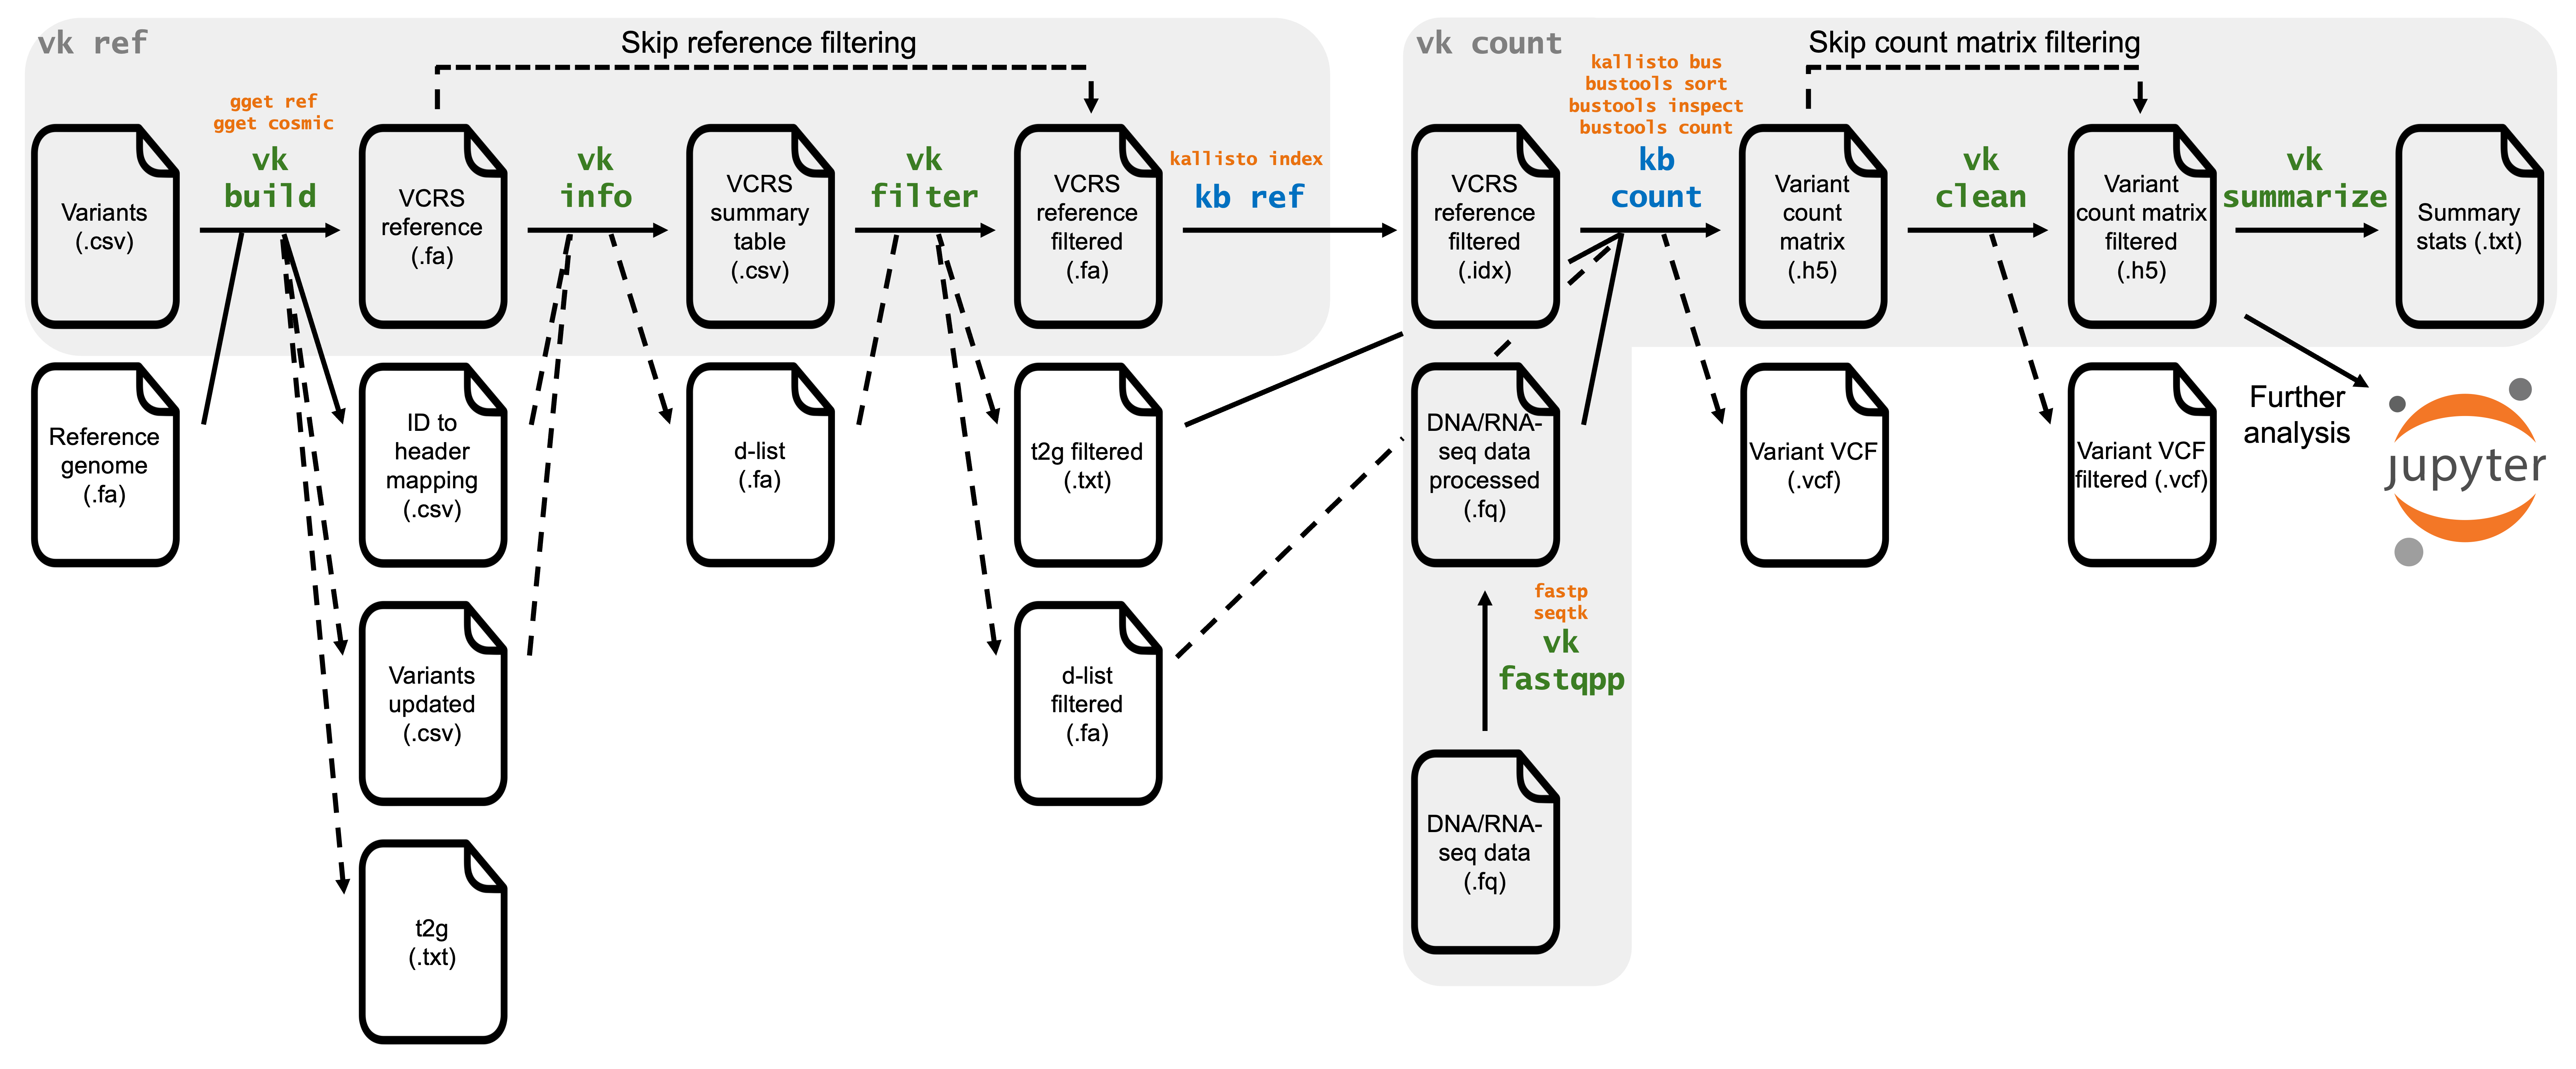 vk ref
Skip reference filtering
gget ref
gget cosmic
vk
build
vk
info
vk
filter
kallisto index
kb ref
Variants
(.csv)
VCRS
reference
(.fa)
VCRS
summary
table
(.csv)
VCRS
reference
filtered
(.fa)
Reference
genome
(.fa)
ID to
header
mapping
(.csv)
d-list
(.fa)
t2g filtered
(.txt)
Variants
updated
(.csv)
d-list
filtered
(.fa)
t2g
(.txt)
vk count
Skip count matrix filtering
kallisto bus
bustools sort
bustools inspect
bustools count
kb
count
vk
clean
vk
summarize
VCRS
reference
filtered
(.idx)
Variant
count
matrix
(.h5)
Variant
count matrix
filtered
(.h5)
Summary
stats (.txt)
DNA/RNA-
seq data
processed
(.fq)
Variant VCF
(.vcf)
Variant VCF
filtered (.vcf)
Further
analysis
jupyter
fastp
seqtk
vk
fastqpp
DNA/RNA-
seq data
(.fq)